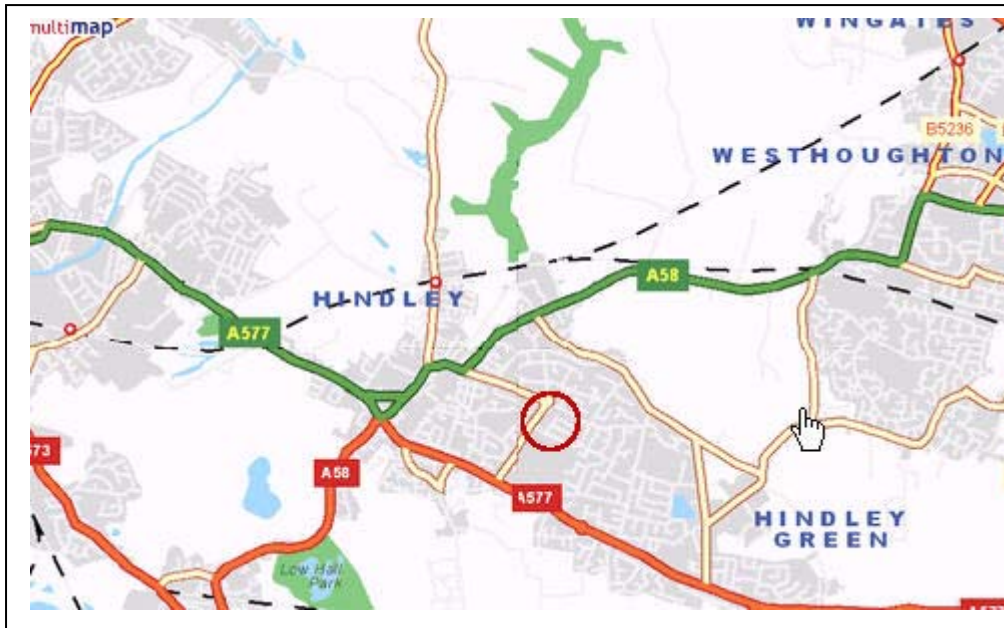 multimap
WINGATES
B5236
WESTHOUGHTON
A58
HINDLEY
A577
A58
A577
HINDLEY
GREEN
Low Hall
Park